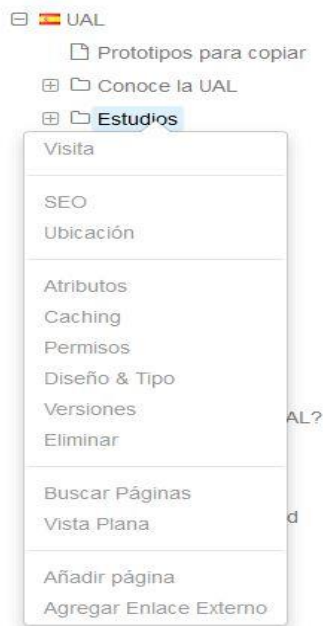 UAL
Prototipos para copiar
Conoce la UAL
Estudios
Visita
SEO
Ubicación
Atributos
Caching
Permisos
Diseño & Tipo
Versiones
AL?
Eliminar
Buscar Páginas
Vista Plana
d
Añadir página
Agregar Enlace Externo